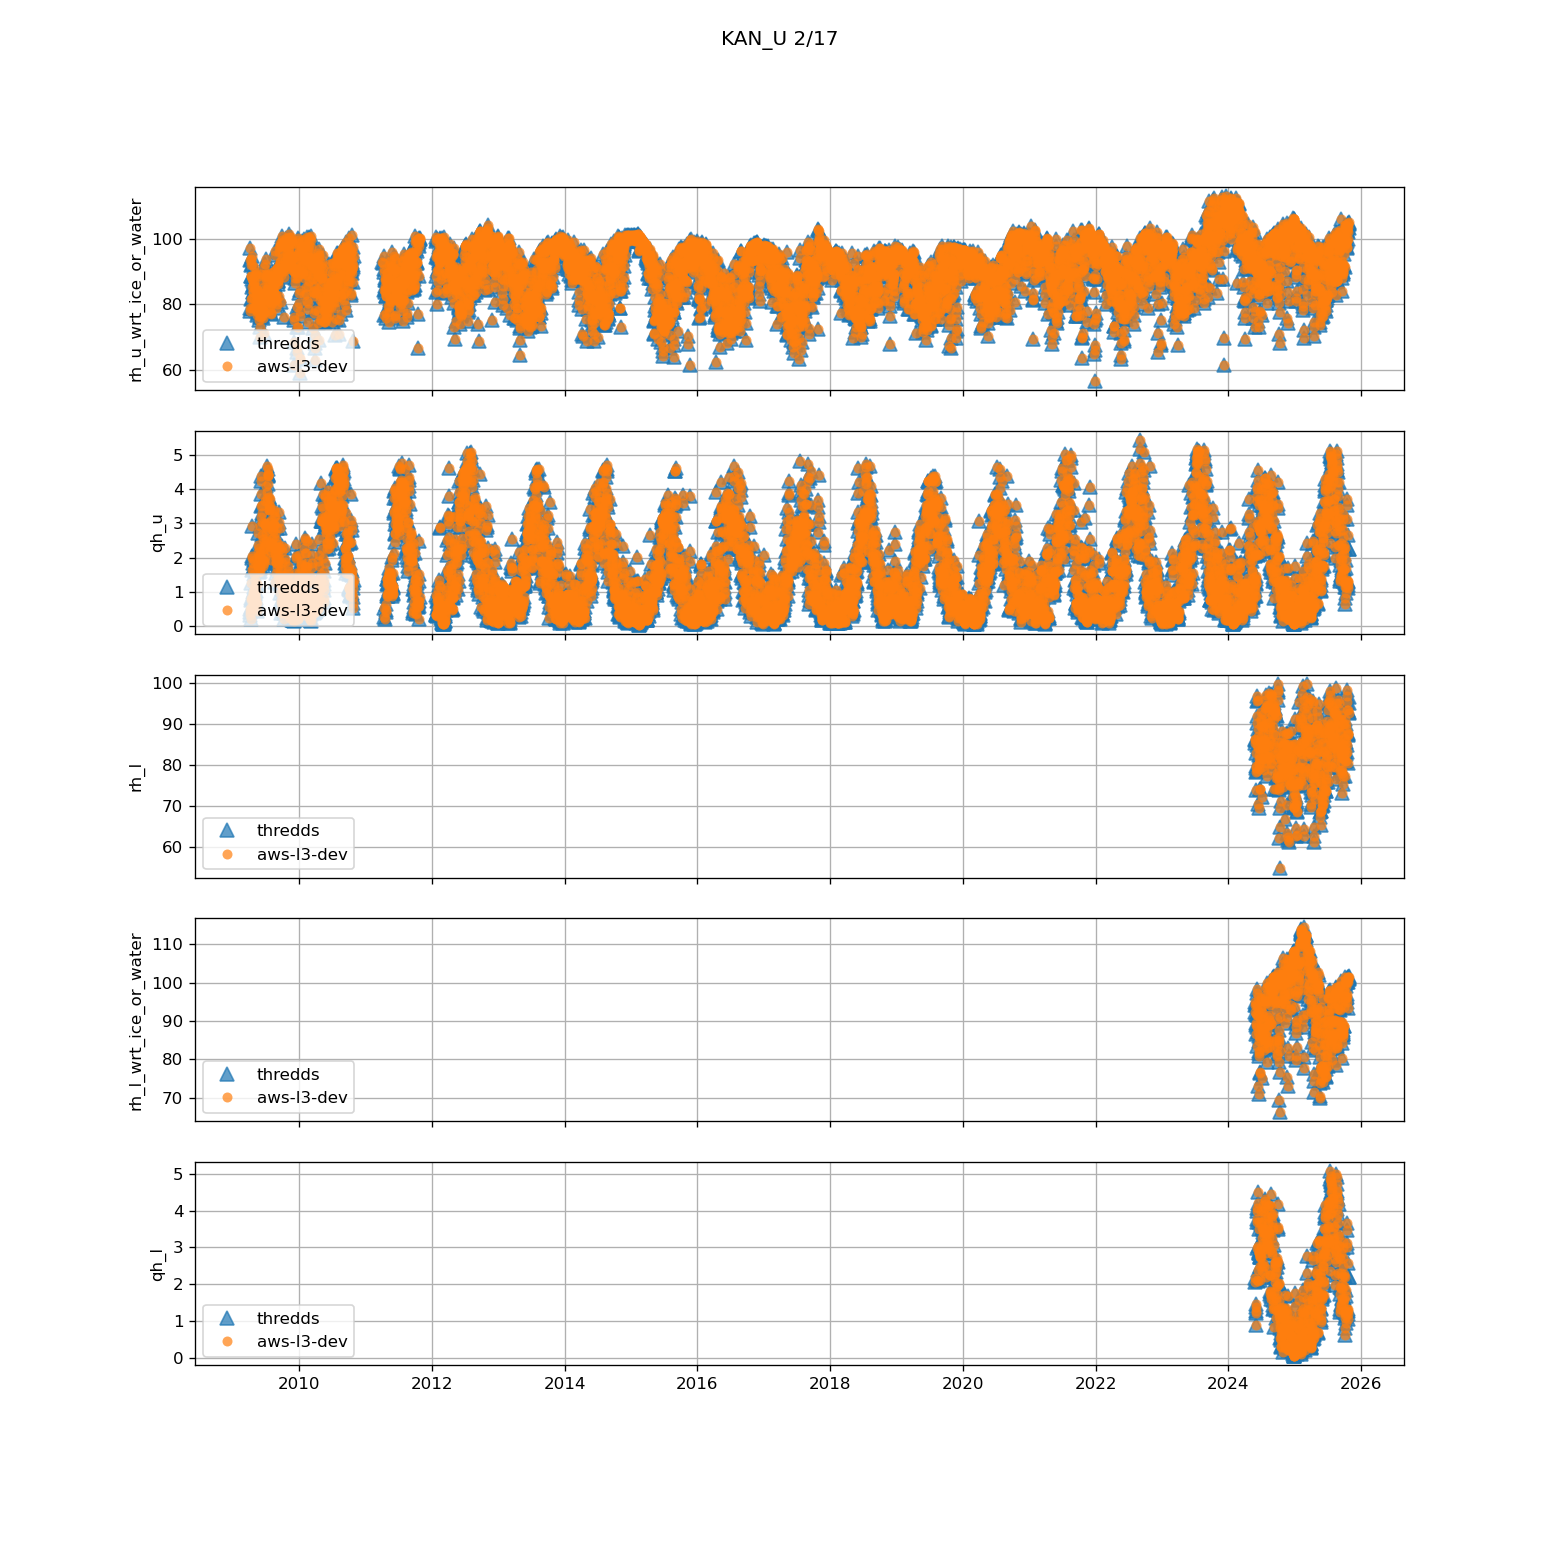 KAN_U 2/17
rh_u_wrt_ice_or_water
100
80
60
thredds
aws-l3-dev
qh_u
5
4
3
2
1
0
thredds
aws-l3-dev
rh_l
100
90
80
70
60
thredds
aws-l3-dev
rh_l_wrt_ice_or_water
110
100
90
80
70
thredds
aws-l3-dev
qh_l
5
4
3
2
1
0
thredds
aws-l3-dev
2010 2012 2014 2016 2018 2020 2022 2024 2026